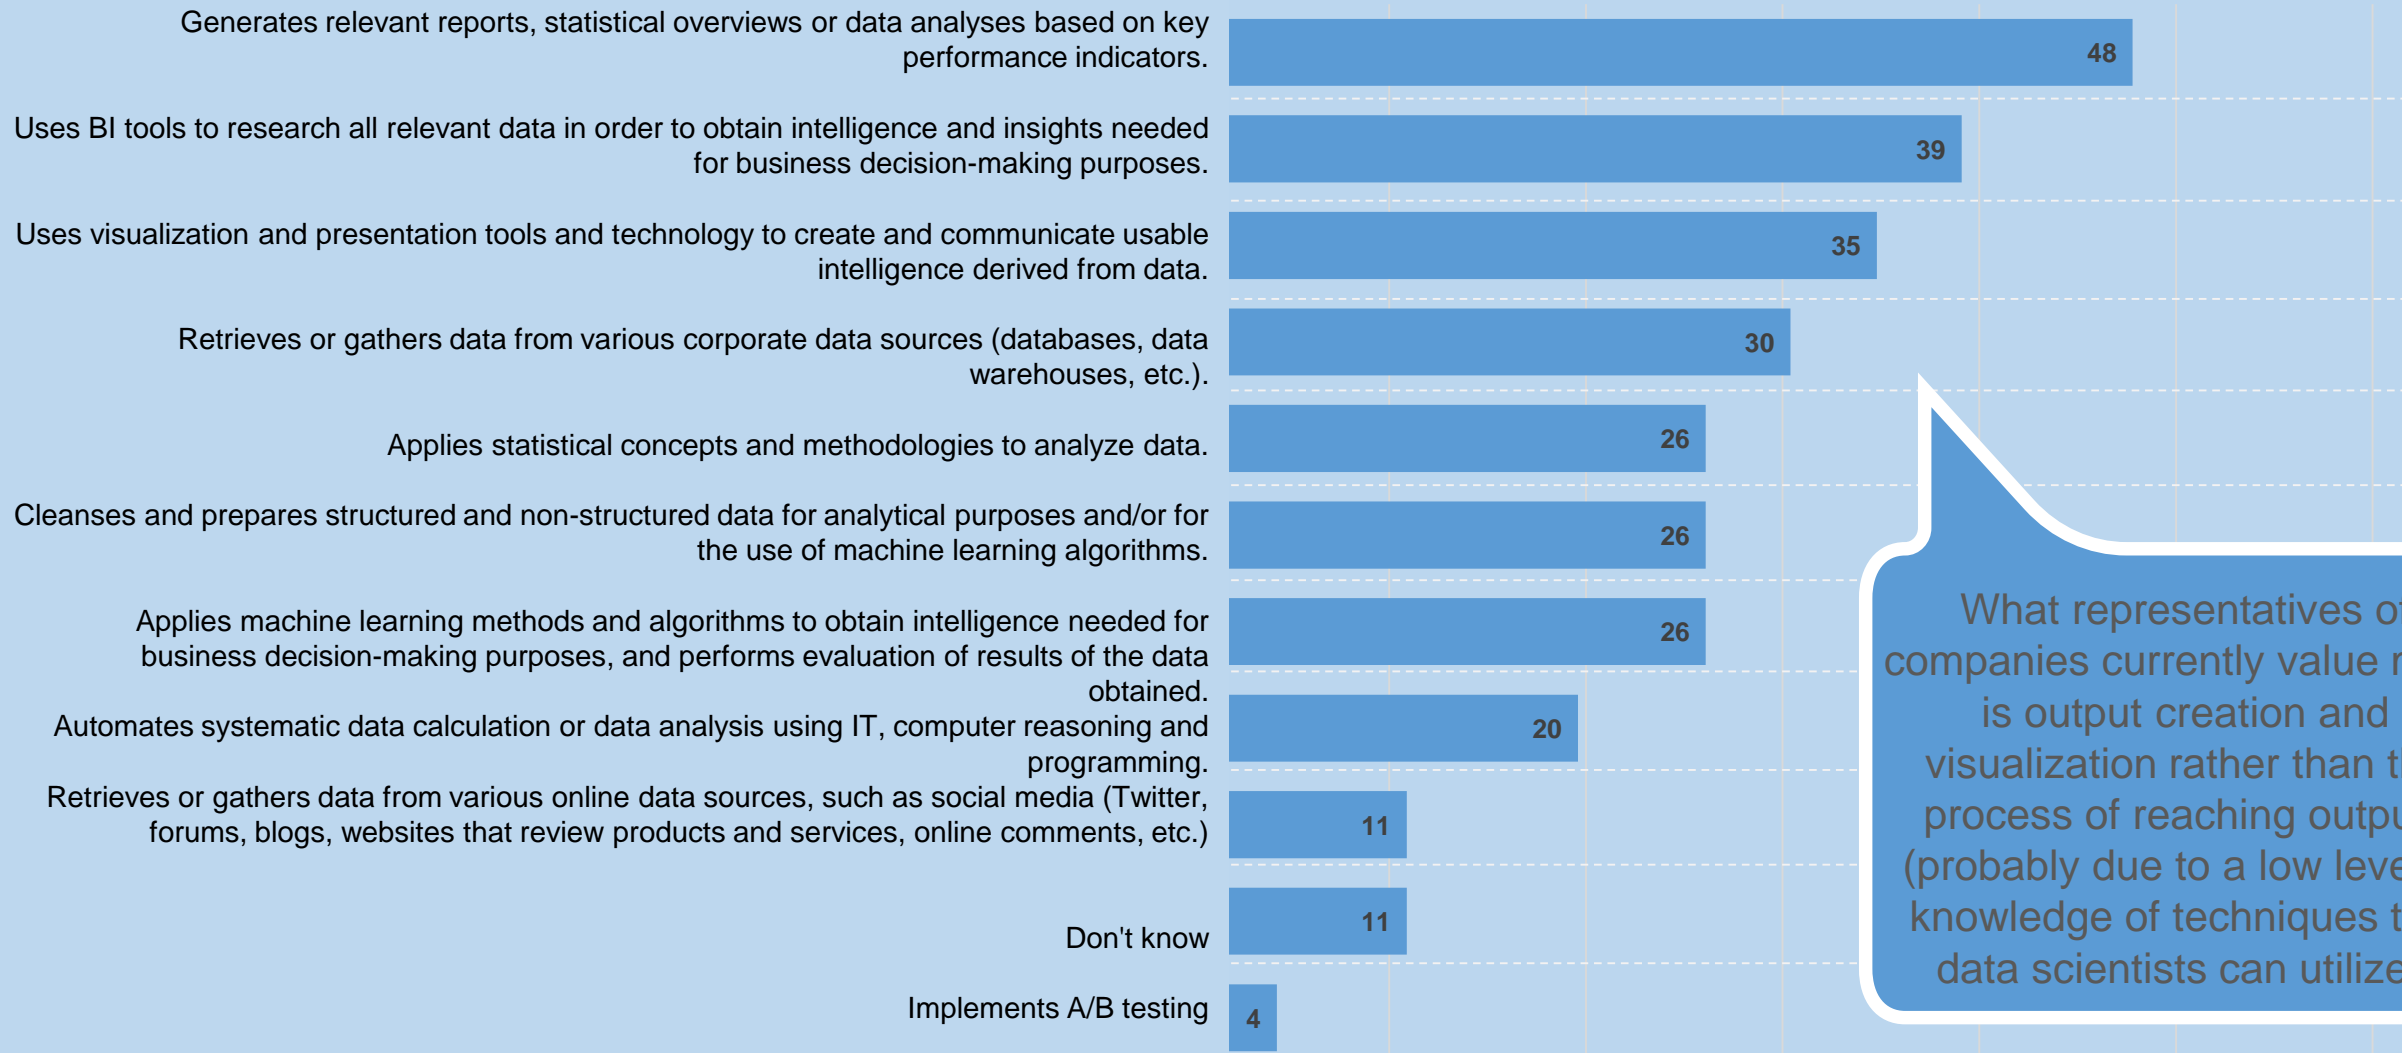 Generates relevant reports, statistical overviews or data analyses based on key
performance indicators.
48
Uses BI tools to research all relevant data in order to obtain intelligence and insights needed
for business decision-making purposes.
39
Uses visualization and presentation tools and technology to create and communicate usable
intelligence derived from data.
35
Retrieves or gathers data from various corporate data sources (databases, data
warehouses, etc.).
30
Applies statistical concepts and methodologies to analyze data.
26
Cleanses and prepares structured and non-structured data for analytical purposes and/or for
the use of machine learning algorithms.
26
Applies machine learning methods and algorithms to obtain intelligence needed for
business decision-making purposes, and performs evaluation of results of the data
obtained.
26
Automates systematic data calculation or data analysis using IT, computer reasoning and
programming.
20
Retrieves or gathers data from various online data sources, such as social media (Twitter,
forums, blogs, websites that review products and services, online comments, etc.)
11
Don't know
11
Implements A/B testing
4
What representatives of
companies currently value
is output creation and
visualization rather than
process of reaching
(probably due to a low
knowledge of techniques
data scientists can utilize